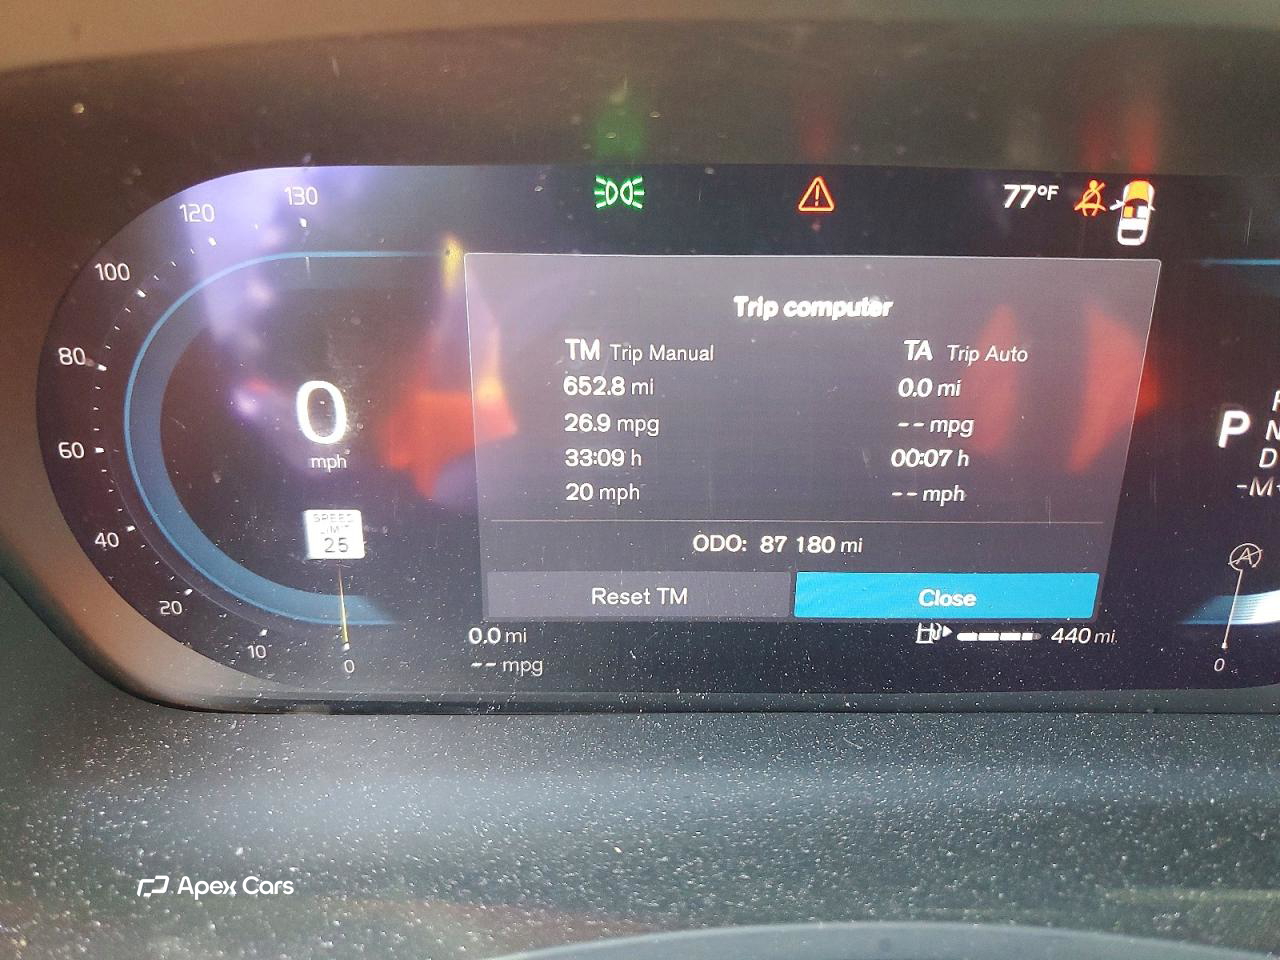 120
130
100
80
60
40
20
10
0
0
mph
SPEED
LIMIT
25
77°F
Trip computer
TM Trip Manual
652.8 mi
26.9 mpg
33:09 h
20 mph
TA Trip Auto
0.0 mi
-- mpg
00:07 h
-- mph
ODO: 87 180 mi
Reset TM
Close
0.0 mi
-- mpg
440 mi
P
N
D
-M-
A
0
Apex Cars